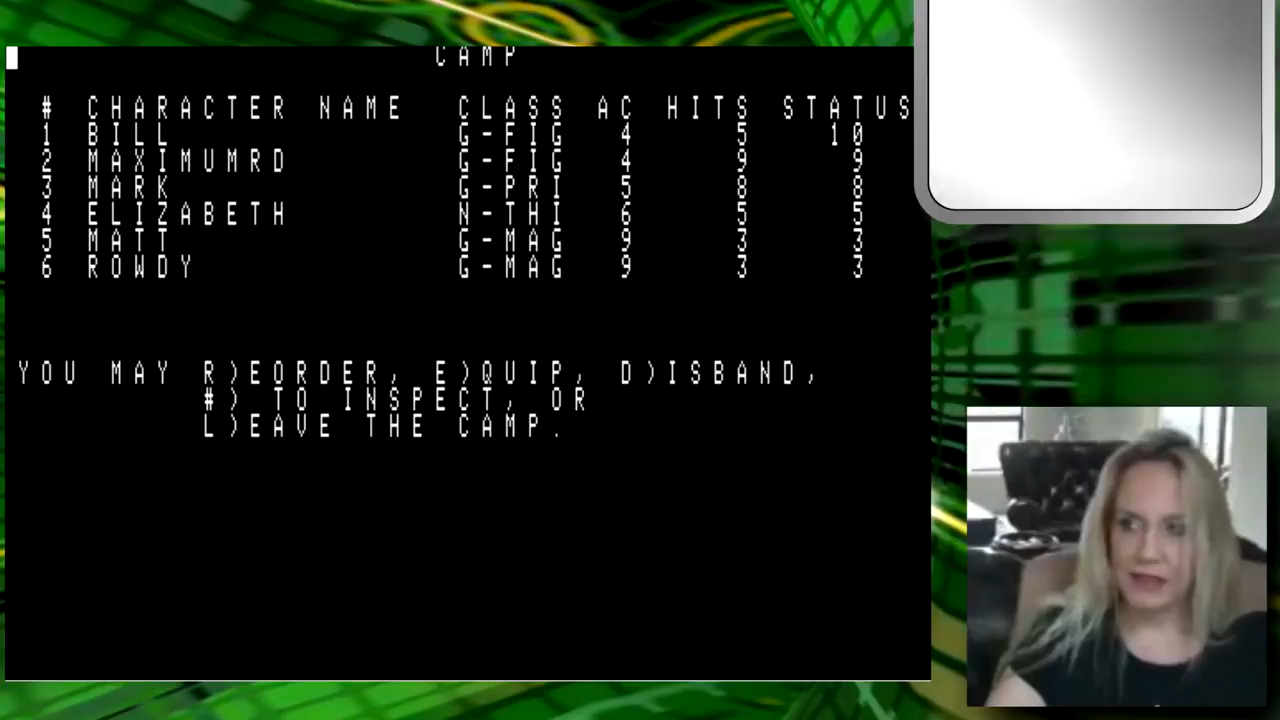 CAMP
# CHARACTER NAME CLASS AC HITS STATUS
1 BILL G-FIG 4 5 10
2 MAXIMUMRD G-FIG 4 9 9
3 MARK G-PRI 5 8 8
4 ELIZABETH N-THI 6 5 5
5 MATT G-MAG 9 3 3
6 ROWDY G-MAG 9 3 3
YOU MAY R)EORDER, E)QUIP, D)ISBAND,
#) TO INSPECT, OR
L)EAVE THE CAMP.